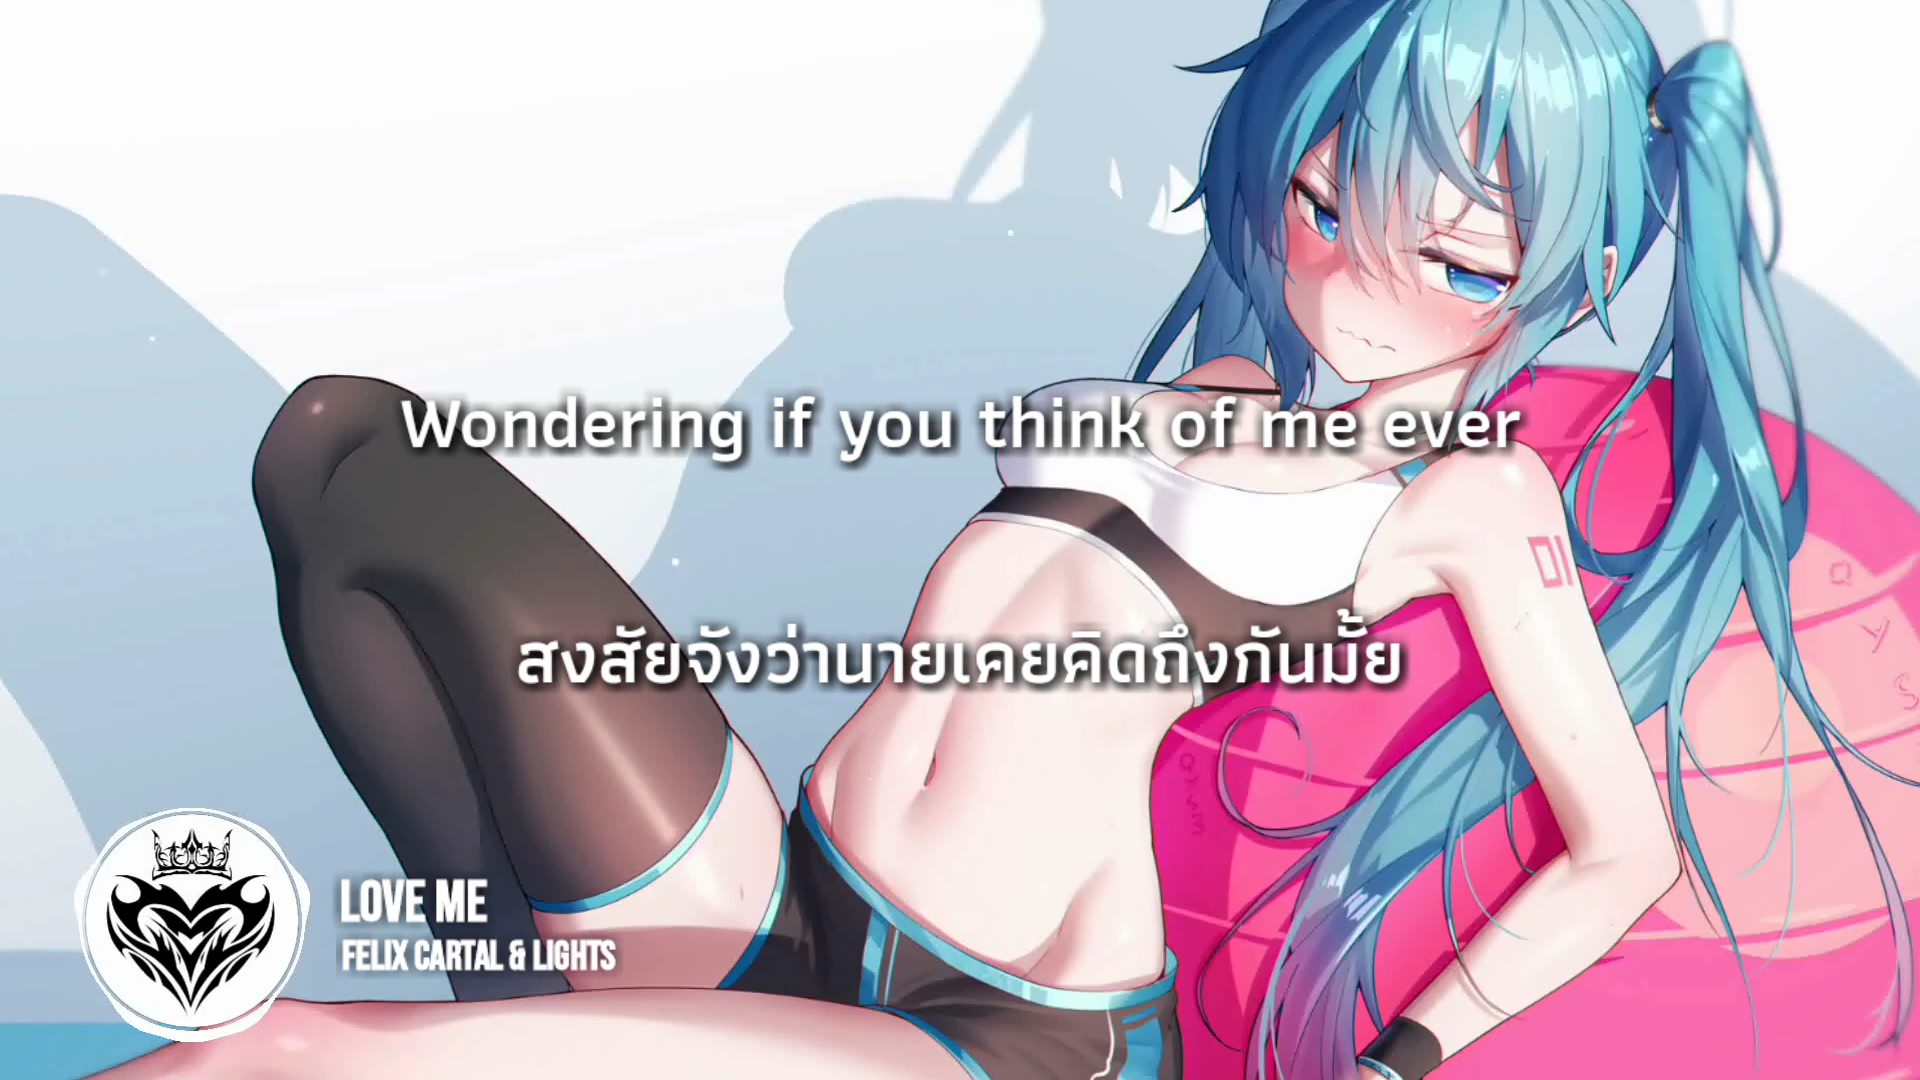 Wondering if you think of me ever
สงสัยจังว่านายเคยคิดถึงกันมั้ย
01
LOVE ME
FELIX CARTAL & LIGHTS